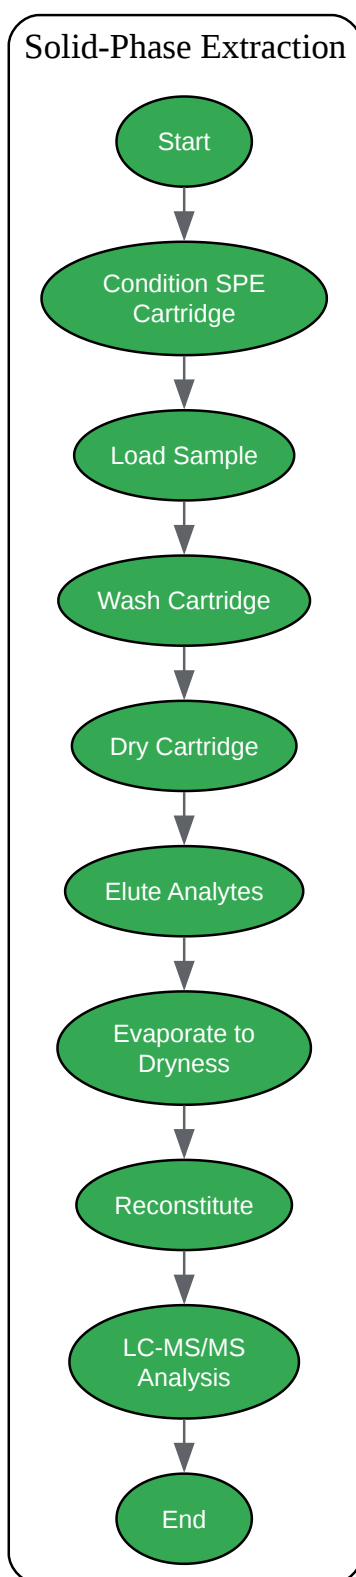 Solid-Phase Extraction
Start
Condition SPE
Cartridge
Load Sample
Wash Cartridge
Dry Cartridge
Elute Analytes
Evaporate to
Dryness
Reconstitute
LC-MS/MS
Analysis
End